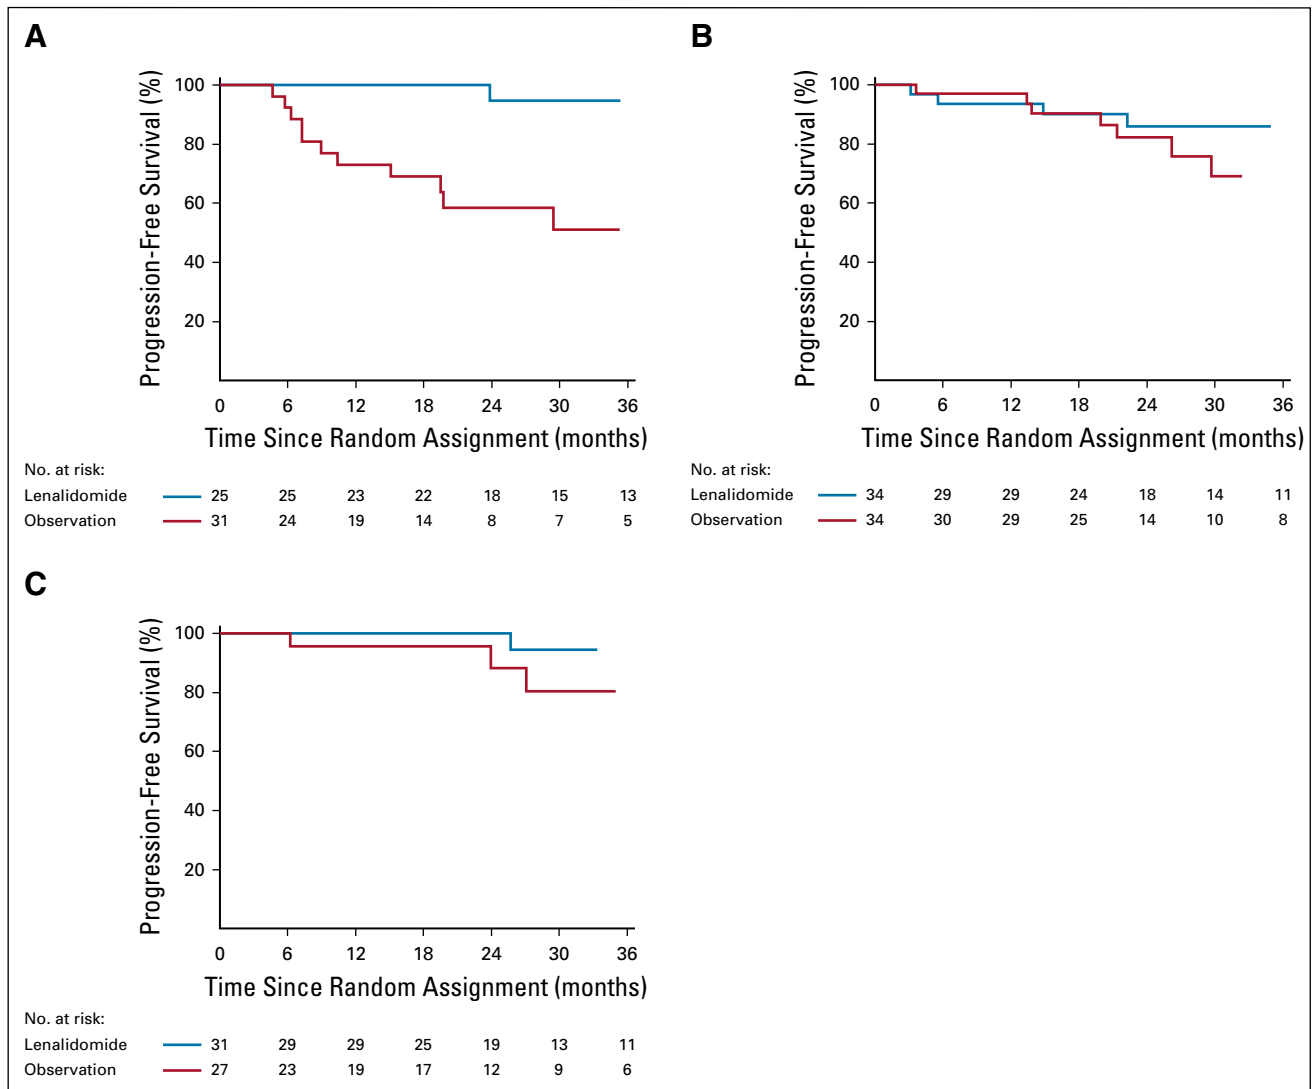 A
Progression-Free Survival (%)
100
80
60
40
20
0 6 12 18 24 30 36
Time Since Random Assignment (months)
No. at risk:
Lenalidomide 25 25 23 22 18 15 13
Observation 31 24 19 14 8 7 5
B
Progression-Free Survival (%)
100
80
60
40
20
0 6 12 18 24 30 36
Time Since Random Assignment (months)
No. at risk:
Lenalidomide 34 29 29 24 18 14 11
Observation 34 30 29 25 14 10 8
C
Progression-Free Survival (%)
100
80
60
40
20
0 6 12 18 24 30 36
Time Since Random Assignment (months)
No. at risk:
Lenalidomide 31 29 29 25 19 13 11
Observation 27 23 19 17 12 9 6